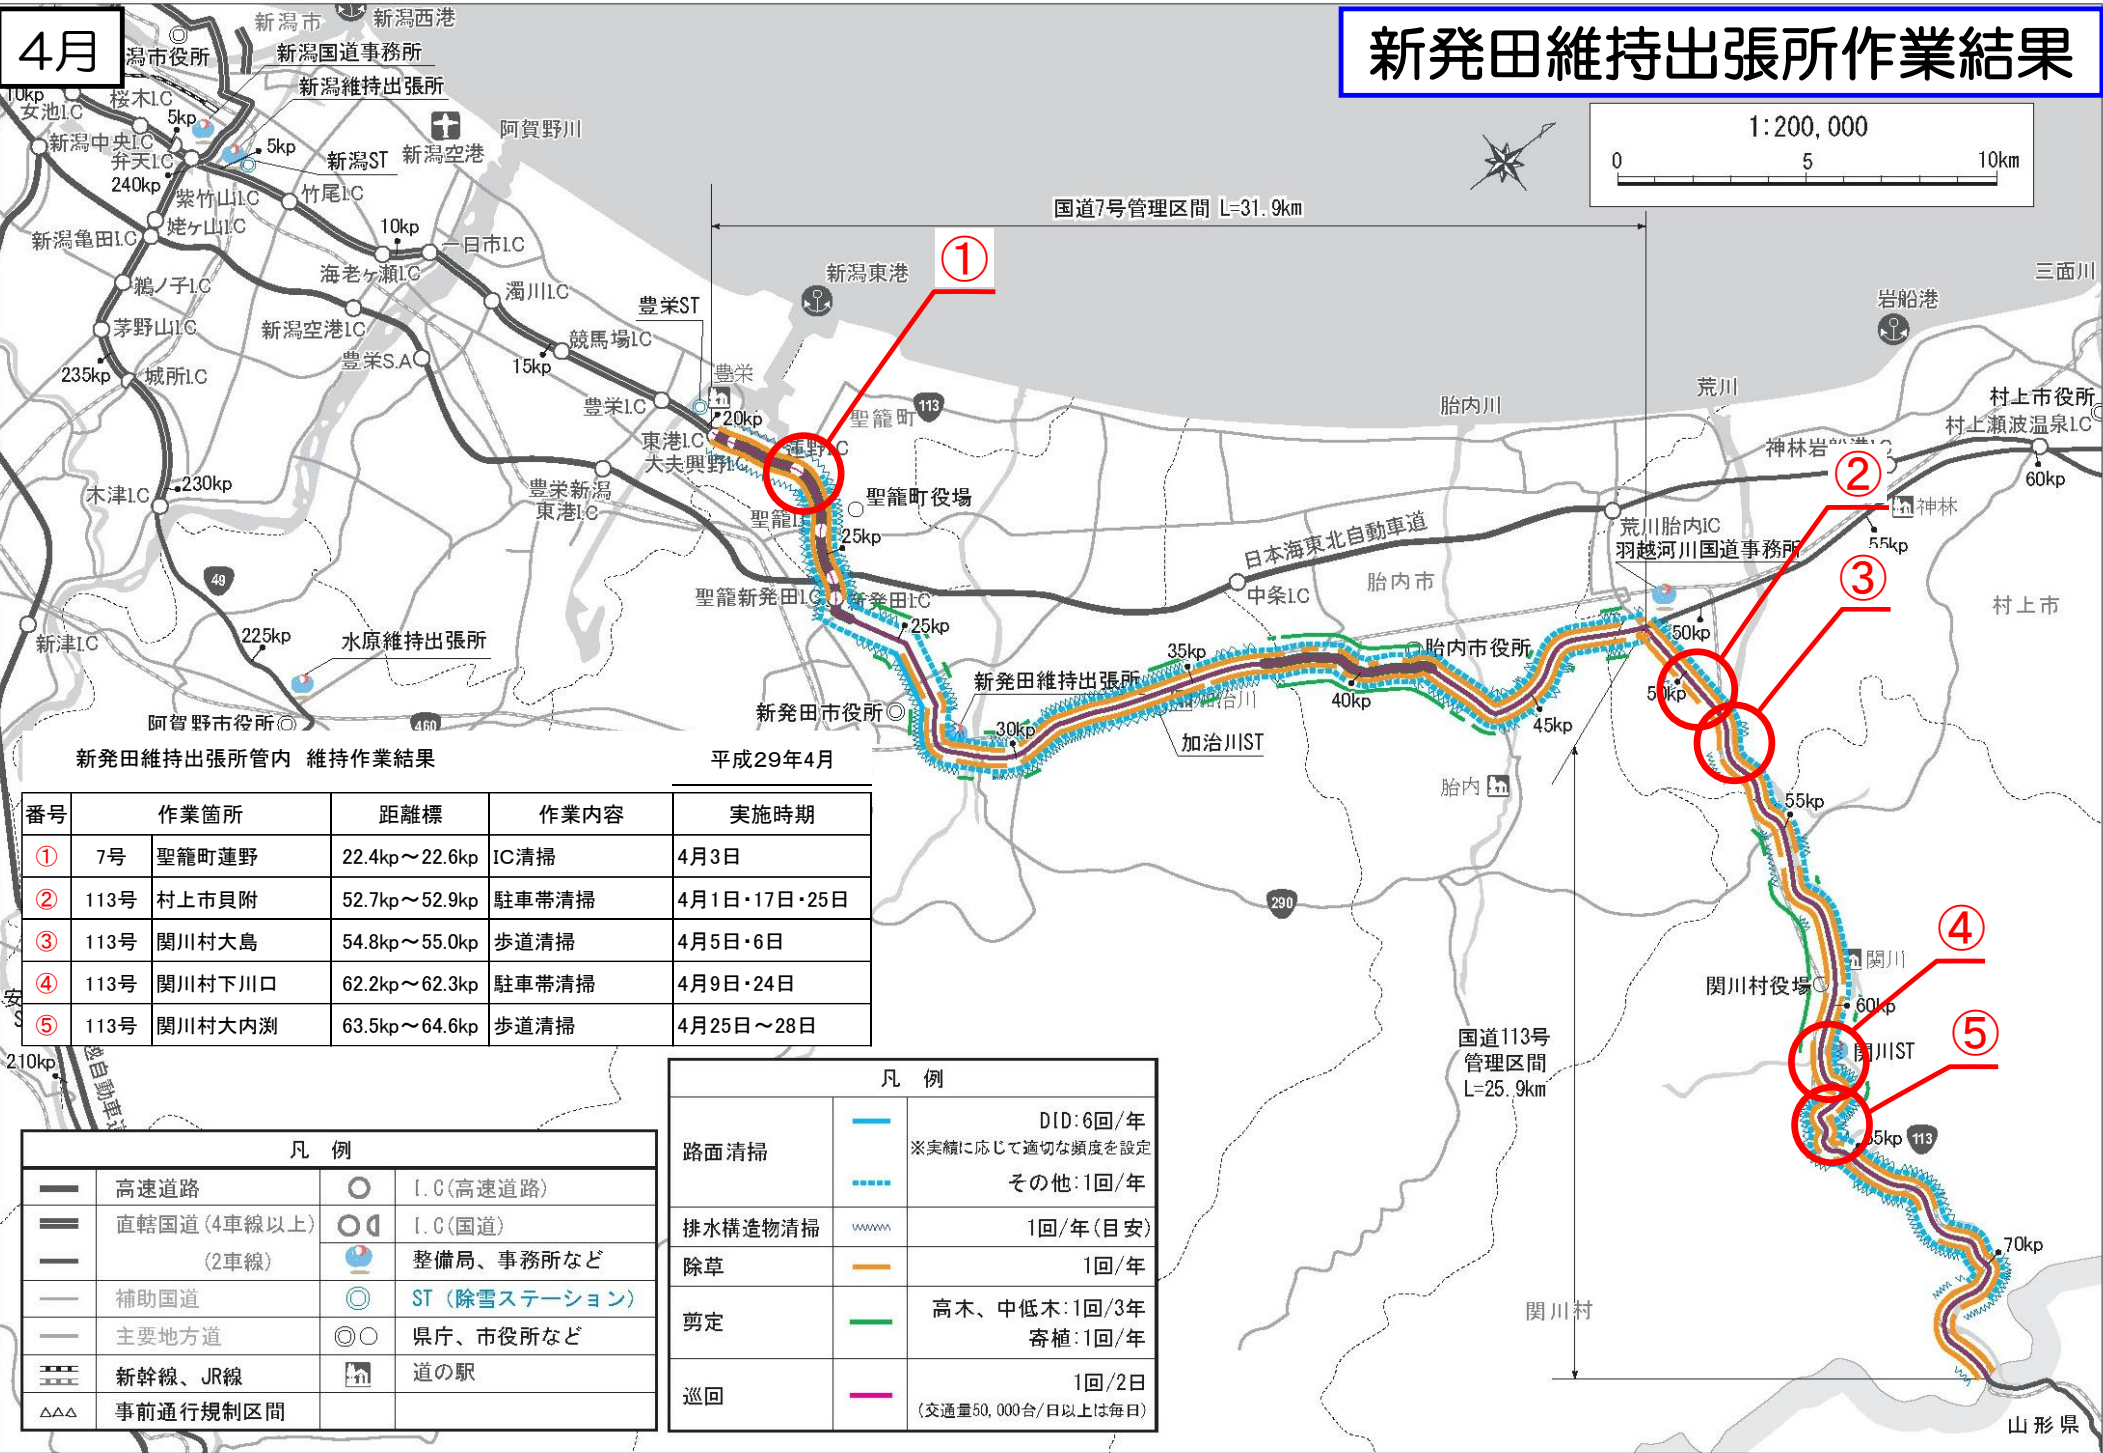 4月
新発田維持出張所作業結果
1:200,000
0 5 10km
新潟市
新潟西港
潟市役所
新潟国道事務所
新潟維持出張所
10kp
女池I.C
桜木I.C
5kp
新潟中央I.C
弁天I.C
240kp
5kp
新潟ST
新潟空港
阿賀野川
紫竹山I.C
竹尾I.C
姥ヶ山I.C
新潟亀田I.C
10kp
一日市I.C
海老ヶ瀬I.C
鵜ノ子I.C
濁川I.C
茅野山I.C
新潟空港I.C
競馬場I.C
豊栄S.A
15kp
235kp
城所I.C
豊栄ST
新潟東港
国道7号管理区間 L=31.9km
①
三面川
岩船港
豊栄
豊栄I.C
20kp
東港I.C
大夫興野I.C
蓮野I.C
聖籠町
113
胎内川
荒川
村上市役所
村上瀬波温泉I.C
②
60kp
神林
木津I.C
230kp
豊栄新潟
東港I.C
聖籠町役場
25kp
日本海東北自動車道
荒川胎内IC
羽越河川国道事務所
55kp
③
49
聖籠新発田I.C
新発田I.C
中条I.C
胎内市
村上市
新津I.C
225kp
水原維持出張所
25kp
50kp
35kp
胎内市役所
新発田維持出張所
加治川
40kp
50kp
阿賀野市役所
460
新発田市役所
30kp
加治川ST
45kp
胎内
55kp
新発田維持出張所管内 維持作業結果 平成29年4月
番号 作業箇所 距離標 作業内容 実施時期
① 7号 聖籠町蓮野 22.4kp～22.6kp IC清掃 4月3日
② 113号 村上市貝附 52.7kp～52.9kp 駐車帯清掃 4月1日・17日・25日
③ 113号 関川村大島 54.8kp～55.0kp 歩道清掃 4月5日・6日
④ 113号 関川村下川口 62.2kp～62.3kp 駐車帯清掃 4月9日・24日
⑤ 113号 関川村大内渕 63.5kp～64.6kp 歩道清掃 4月25日～28日
290
④
関川
関川村役場
60kp
⑤
関川ST
国道113号
管理区間
L=25.9km
65kp
113
70kp
関川村
山形県
210kp
凡 例
高速道路 I.C(高速道路)
直轄国道(4車線以上) I.C(国道)
(2車線) 整備局、事務所など
補助国道 ST（除雪ステーション）
主要地方道 県庁、市役所など
新幹線、JR線 道の駅
事前通行規制区間
凡 例
路面清掃 DID:6回/年
※実績に応じて適切な頻度を設定
その他:1回/年
排水構造物清掃 1回/年(目安)
除草 1回/年
剪定 高木、中低木:1回/3年
寄植:1回/年
巡回 1回/2日
(交通量50,000台/日以上は毎日)